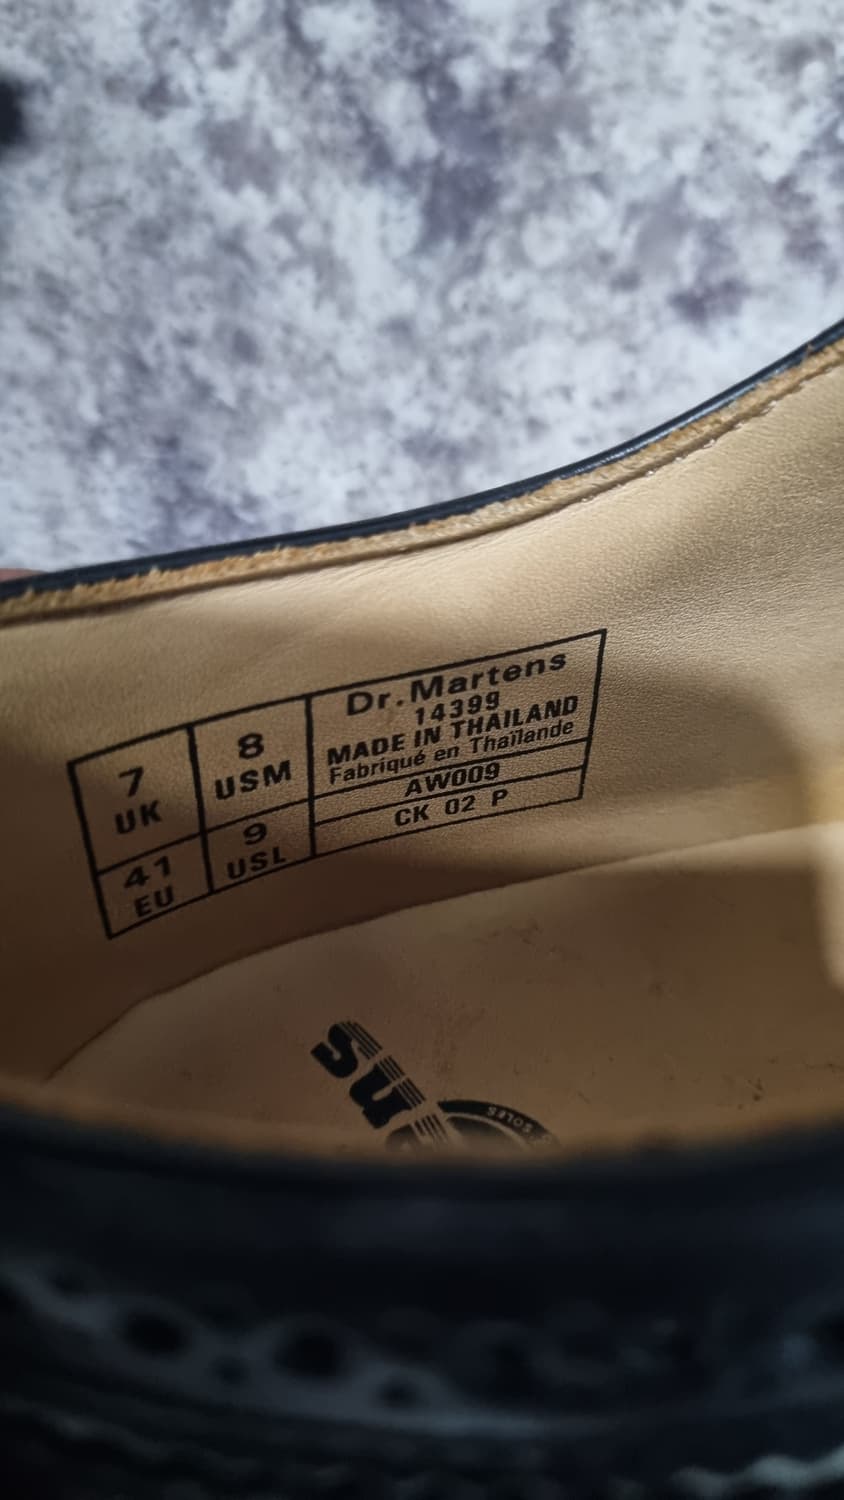 7
UK
8
USM
41
EU
9
USL
Dr.Martens
14399
MADE IN THAILAND
Fabriqué en Thaïlande
AW009
CK 02 P
SOLES